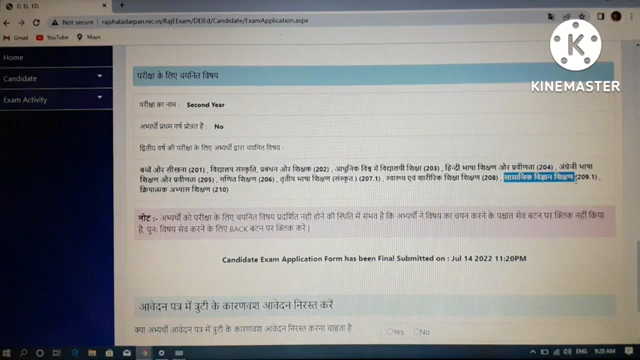 D. EL. ED.
Not secure | rajshaladarpan.nic.in/RajExam/DElEd/Candidate/ExamApplication.aspx
Gmail YouTube Maps
Home
Candidate
Exam Activity
KINEMASTER
परीक्षा के लिए चयनित विषय
परीक्षा का नाम : Second Year
अभ्यर्थी प्रथम वर्ष प्रोन्नत है : No
द्वितीय वर्ष की परीक्षा के लिए अभ्यर्थी द्वारा चयनित विषय:
बच्चें और सीखना (201) , विद्यालय संस्कृति, प्रबंधन और शिक्षक (202) , आधुनिक विश्व में विद्यालयी शिक्षा (203) , हिन्दी भाषा शिक्षण और प्रवीणता (204) , अंग्रेजी भाषा
शिक्षण और प्रवीणता (205) , गणित शिक्षण (206) , तृतीय भाषा शिक्षण (संस्कृत) (207.1) , स्वास्थ्य एवं शारीरिक शिक्षा शिक्षण (208) , सामाजिक विज्ञान शिक्षण (209.1) ,
क्रियात्मक अभ्यास शिक्षण (210)
नोट:- अभ्यर्थी को परीक्षा के लिए चयनित विषय प्रदर्शित नही होने की स्थिति में संभव है कि अभ्यर्थी ने विषय का चयन करने के पश्चात सेव बटन पर क्लिक नहीं किया
है, पुन: विषय सेव करने के लिए BACK बटन पर क्लिक करे |
Candidate Exam Application Form has been Final Submitted on : Jul 14 2022 11:20PM
आवेदन पत्र में त्रुटी के कारणवश आवेदन निरस्त करें
क्या अभ्यर्थी आवेदन पत्र में त्रुटी के कारणवश आवेदन निरस्त करना चाहता है Yes No
ENG 9:20 AM